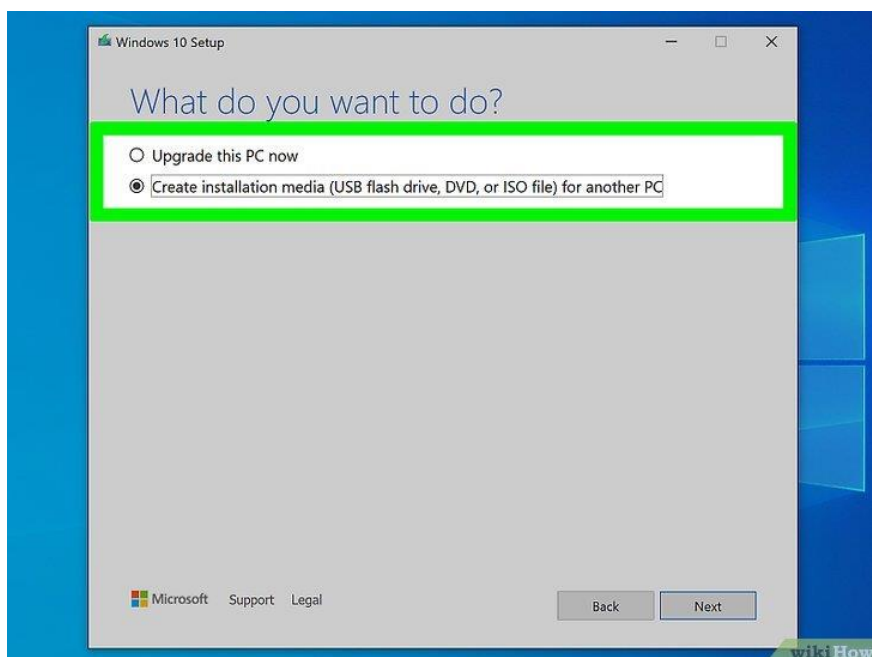 Windows 10 Setup
What do you want to do?
Upgrade this PC now
Create installation media (USB flash drive, DVD, or ISO file) for another PC
Microsoft Support Legal
Back Next
wikiHow